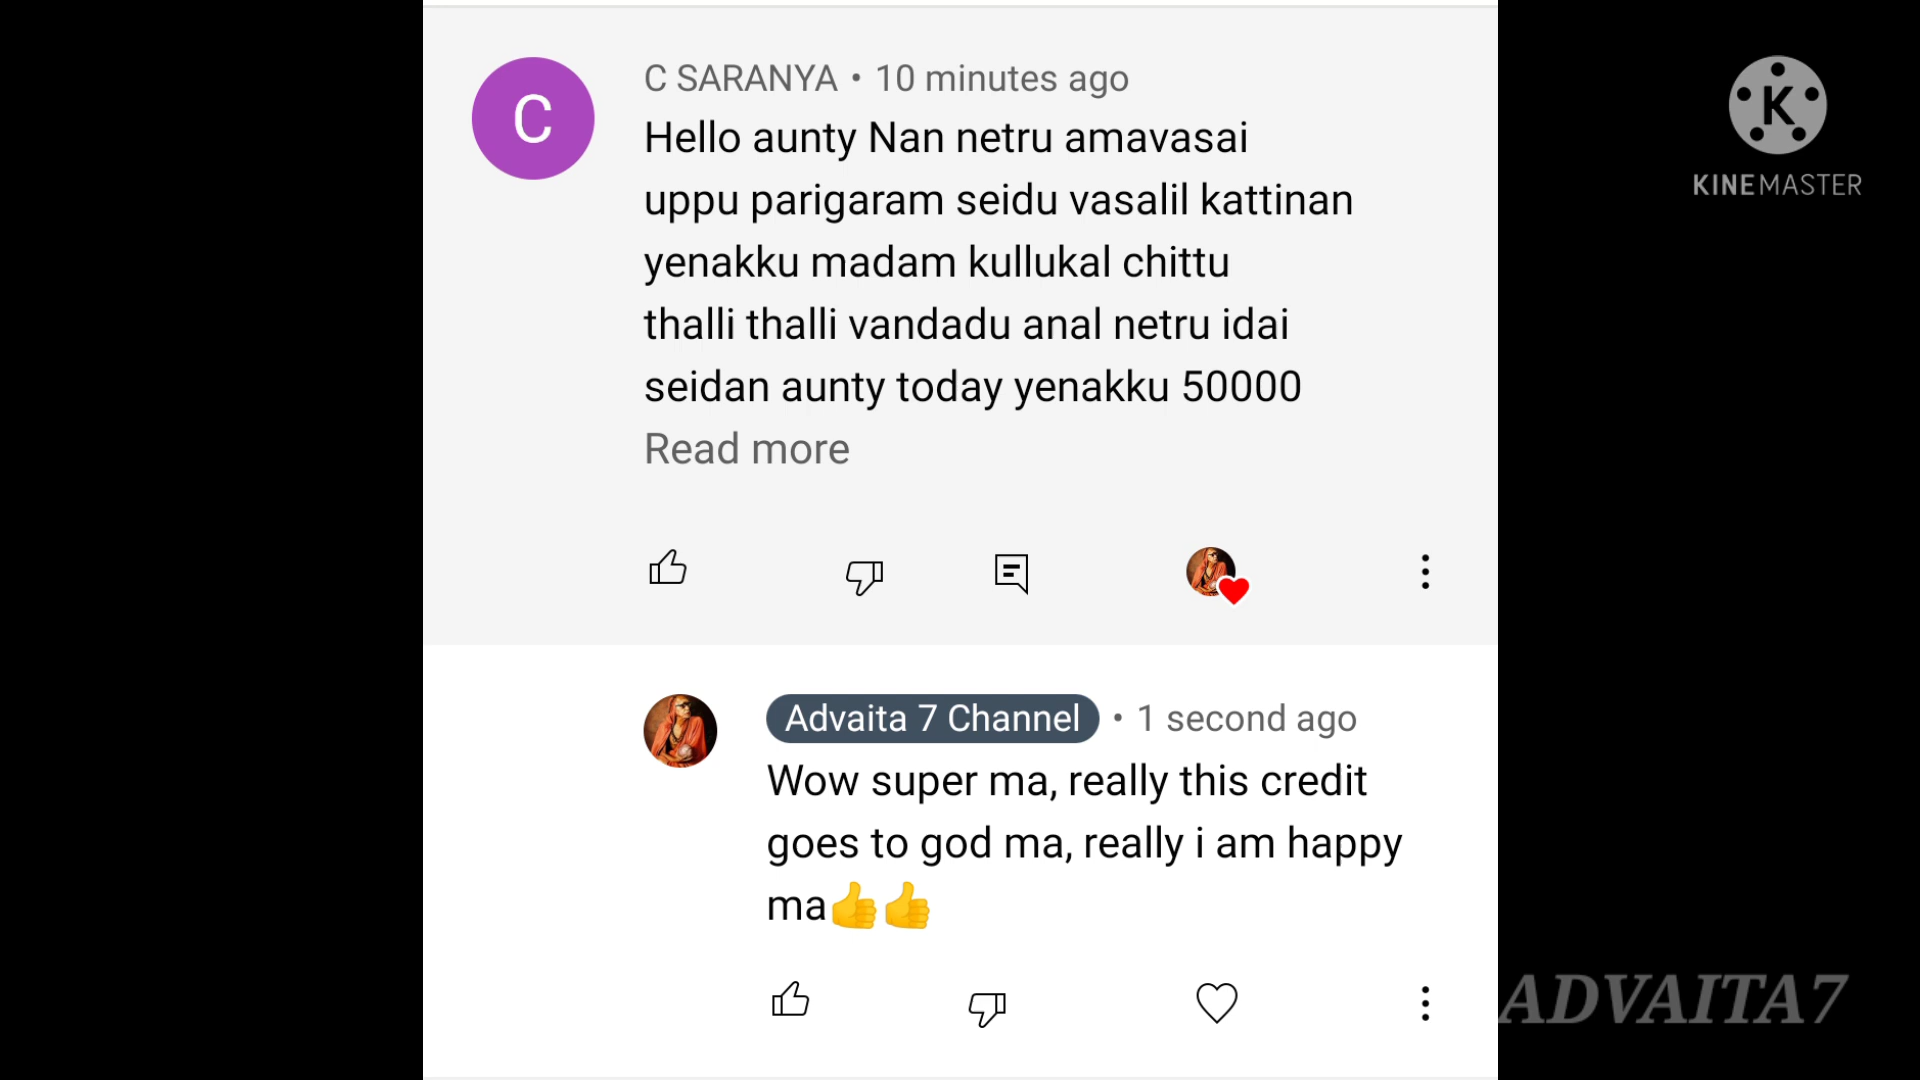 C SARANYA • 10 minutes ago
Hello aunty Nan netru amavasai
uppu parigaram seidu vasalil kattinan
yenakku madam kullukal chittu
thalli thalli vandadu anal netru idai
seidan aunty today yenakku 50000
Read more
C
K
KINEMASTER
Advaita 7 Channel • 1 second ago
Wow super ma, really this credit
goes to god ma, really i am happy
ma👍👍
ADVAITA7